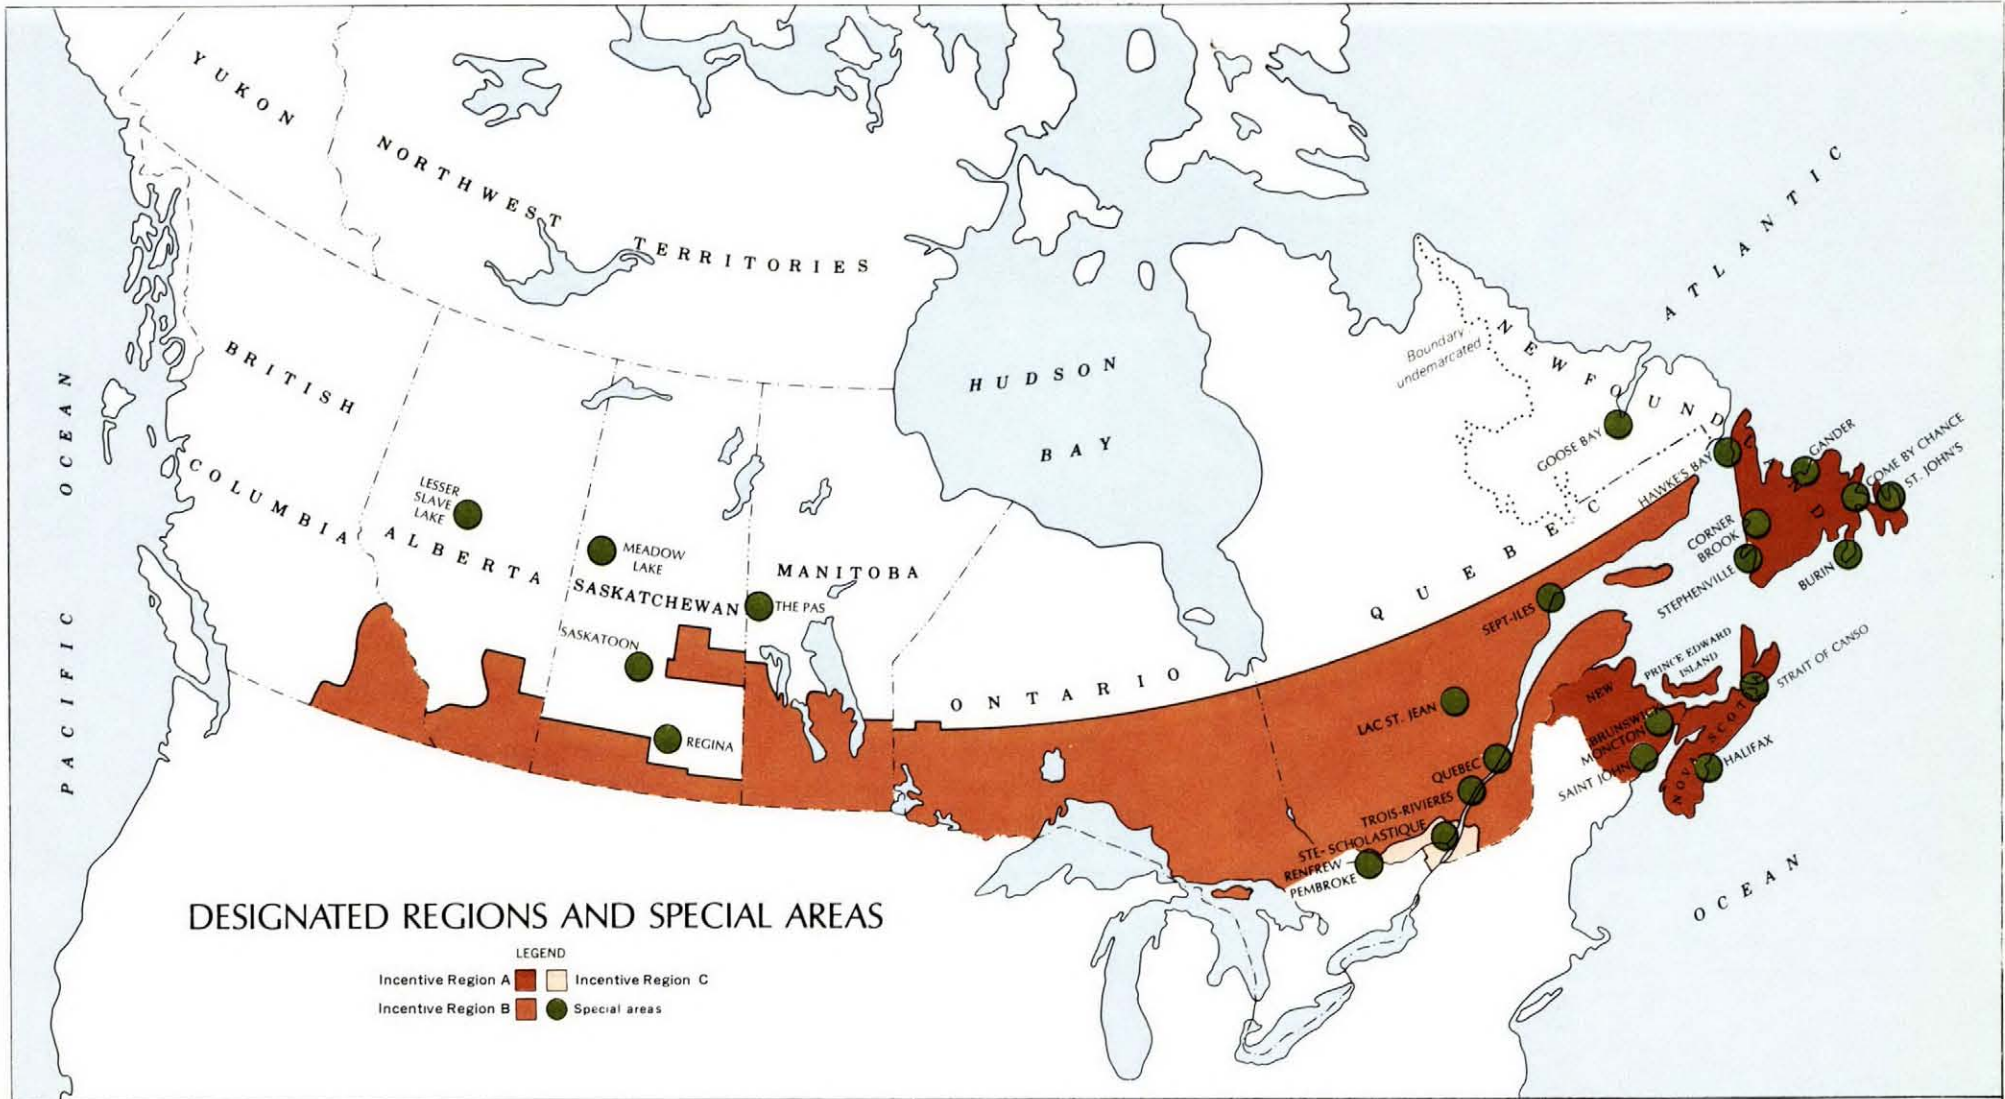 YUKON
NORTHWEST
TERRITORIES
ATLANTIC
OCEAN
PACIFIC
OCEAN
BRITISH
COLUMBIA
ALBERTA
SASKATCHEWAN
MANITOBA
HUDSON
BAY
ONTARIO
QUEBEC
NEWFOUNDLAND
Boundary
undemarcated
LESSER
SLAVE
LAKE
MEADOW
LAKE
THE PAS
SASKATOON
REGINA
GOOSE BAY
HAWKE'S BAY
GANDER
COME BY CHANCE
ST. JOHN'S
CORNER
BROOK
STEPHENVILLE
BURIN
SEPT-ILES
PRINCE EDWARD
ISLAND
STRAIT OF CANSO
NEW
BRUNSWICK
MONCTON
SAINT JOHN
NOVA SCOTIA
HALIFAX
LAC ST. JEAN
QUEBEC
TROIS-RIVIERES
STE-SCHOLASTIQUE
RENFREW
PEMBROKE
DESIGNATED REGIONS AND SPECIAL AREAS
LEGEND
Incentive Region A
Incentive Region C
Incentive Region B
Special areas